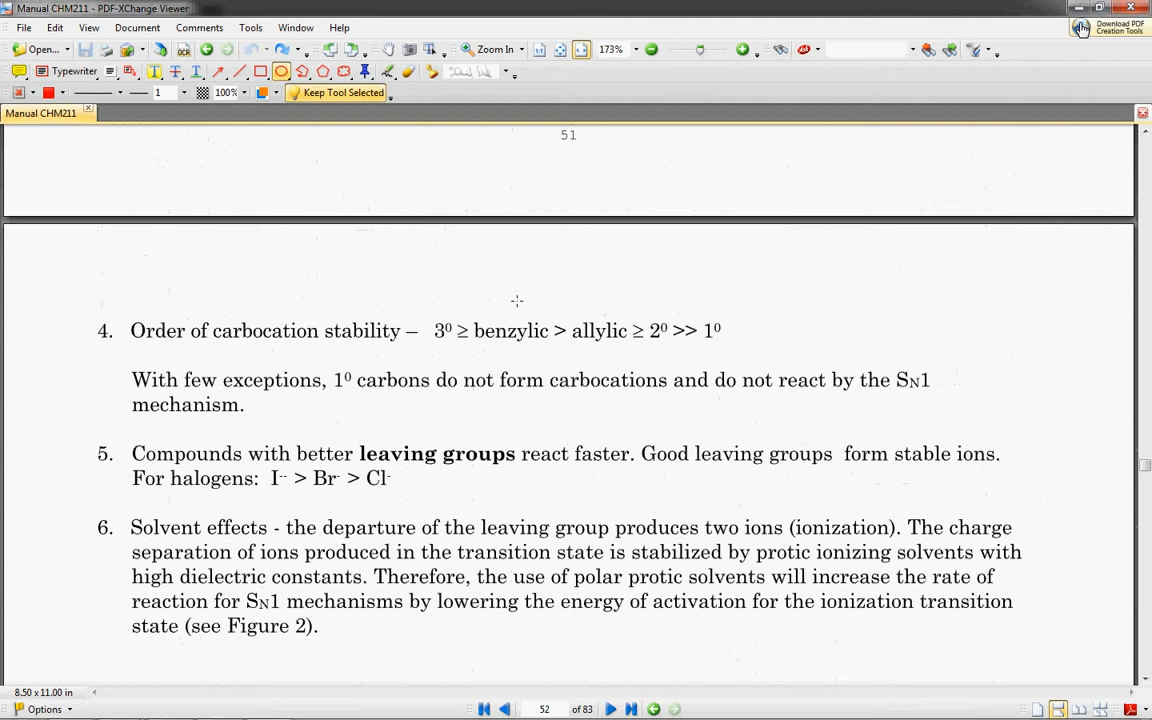 Manual CHM211 - PDF-XChange Viewer
File Edit View Document Comments Tools Window Help
Download PDF
Creation Tools
Open... OCR Zoom In 173%
Typewriter
1 100% Keep Tool Selected
Manual CHM211
51
4. Order of carbocation stability – 3⁰ ≥ benzylic > allylic ≥ 2⁰ >> 1⁰
With few exceptions, 1⁰ carbons do not form carbocations and do not react by the SN1
mechanism.
5. Compounds with better leaving groups react faster. Good leaving groups form stable ions.
For halogens: I⁻ > Br⁻ > Cl⁻
6. Solvent effects - the departure of the leaving group produces two ions (ionization). The charge
separation of ions produced in the transition state is stabilized by protic ionizing solvents with
high dielectric constants. Therefore, the use of polar protic solvents will increase the rate of
reaction for SN1 mechanisms by lowering the energy of activation for the ionization transition
state (see Figure 2).
8.50 x 11.00 in
Options 52 of 83